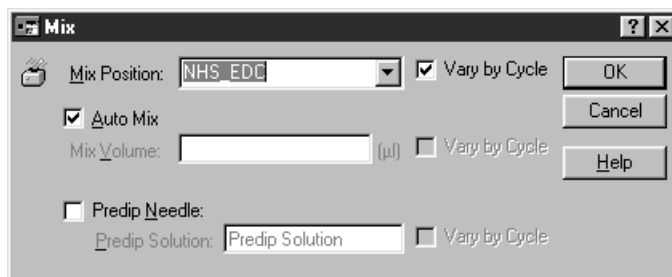 Mix
Mix Position: NHS_EDC Vary by Cycle OK
Auto Mix Cancel
Mix Volume: (µl) Vary by Cycle Help
Predip Needle:
Predip Solution: Predip Solution Vary by Cycle